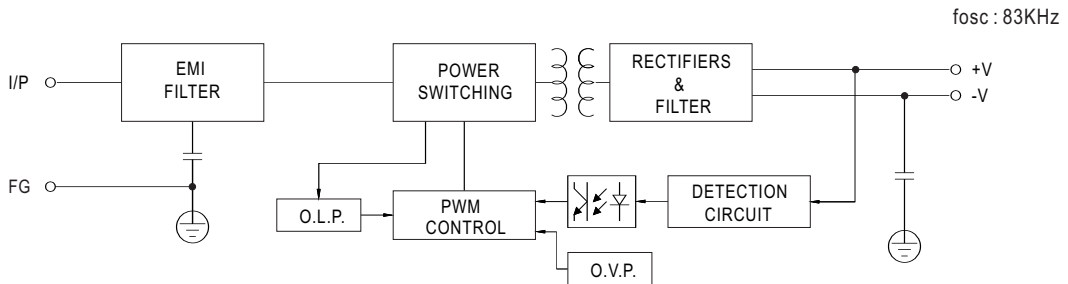 fosc : 83KHz
I/P
EMI
FILTER
POWER
SWITCHING
RECTIFIERS
&
FILTER
+V
-V
FG
O.L.P.
PWM
CONTROL
DETECTION
CIRCUIT
O.V.P.